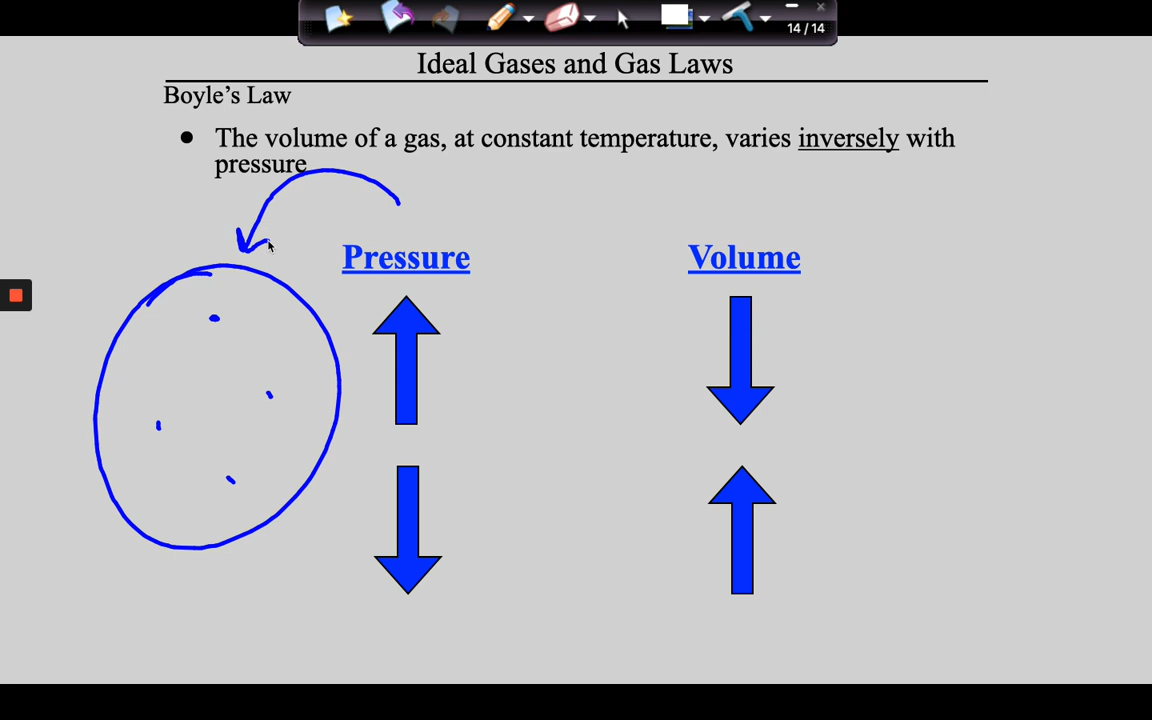 14/14
Ideal Gases and Gas Laws
Boyle’s Law
● The volume of a gas, at constant temperature, varies inversely with
pressure
Pressure Volume